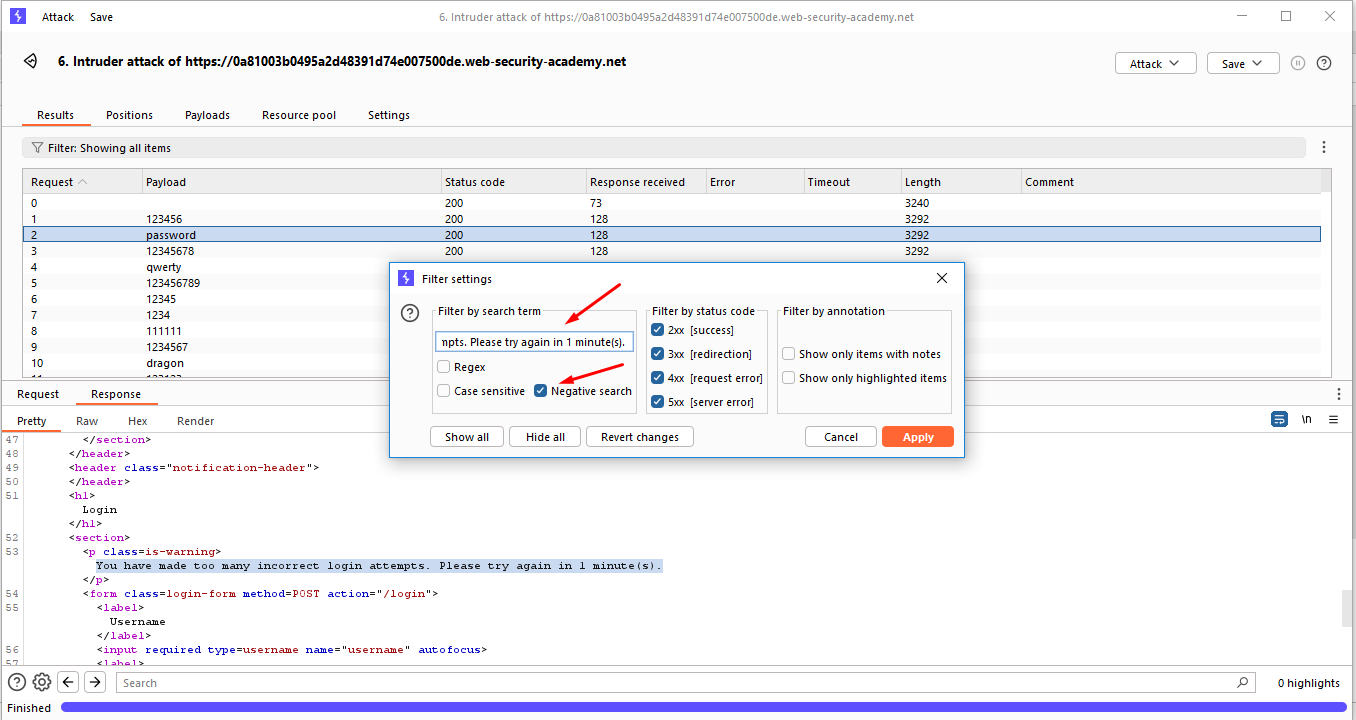 Attack Save 6. Intruder attack of https://0a81003b0495a2d48391d74e007500de.web-security-academy.net
6. Intruder attack of https://0a81003b0495a2d48391d74e007500de.web-security-academy.net Attack Save
Results Positions Payloads Resource pool Settings
Filter: Showing all items
Request Payload Status code Response received Error Timeout Length Comment
0 200 73 3240
1 123456 200 128 3292
2 password 200 128 3292
3 12345678 200 128 3292
4 qwerty
5 123456789
6 12345
7 1234
8 111111
9 1234567
10 dragon
11 123123
Filter settings
Filter by search term
npts. Please try again in 1 minute(s).
Regex
Case sensitive Negative search
Filter by status code
2xx [success]
3xx [redirection]
4xx [request error]
5xx [server error]
Filter by annotation
Show only items with notes
Show only highlighted items
Show all Hide all Revert changes Cancel Apply
Request Response
Pretty Raw Hex Render
\n
47 </section>
48 </header>
49 <header class="notification-header">
50 </header>
51 <h1>
Login
</h1>
52 <section>
53 <p class=is-warning>
You have made too many incorrect login attempts. Please try again in 1 minute(s).
</p>
54 <form class=login-form method=POST action="/login">
55 <label>
Username
</label>
56 <input required type=username name="username" autofocus>
57 <label>
Search 0 highlights
Finished